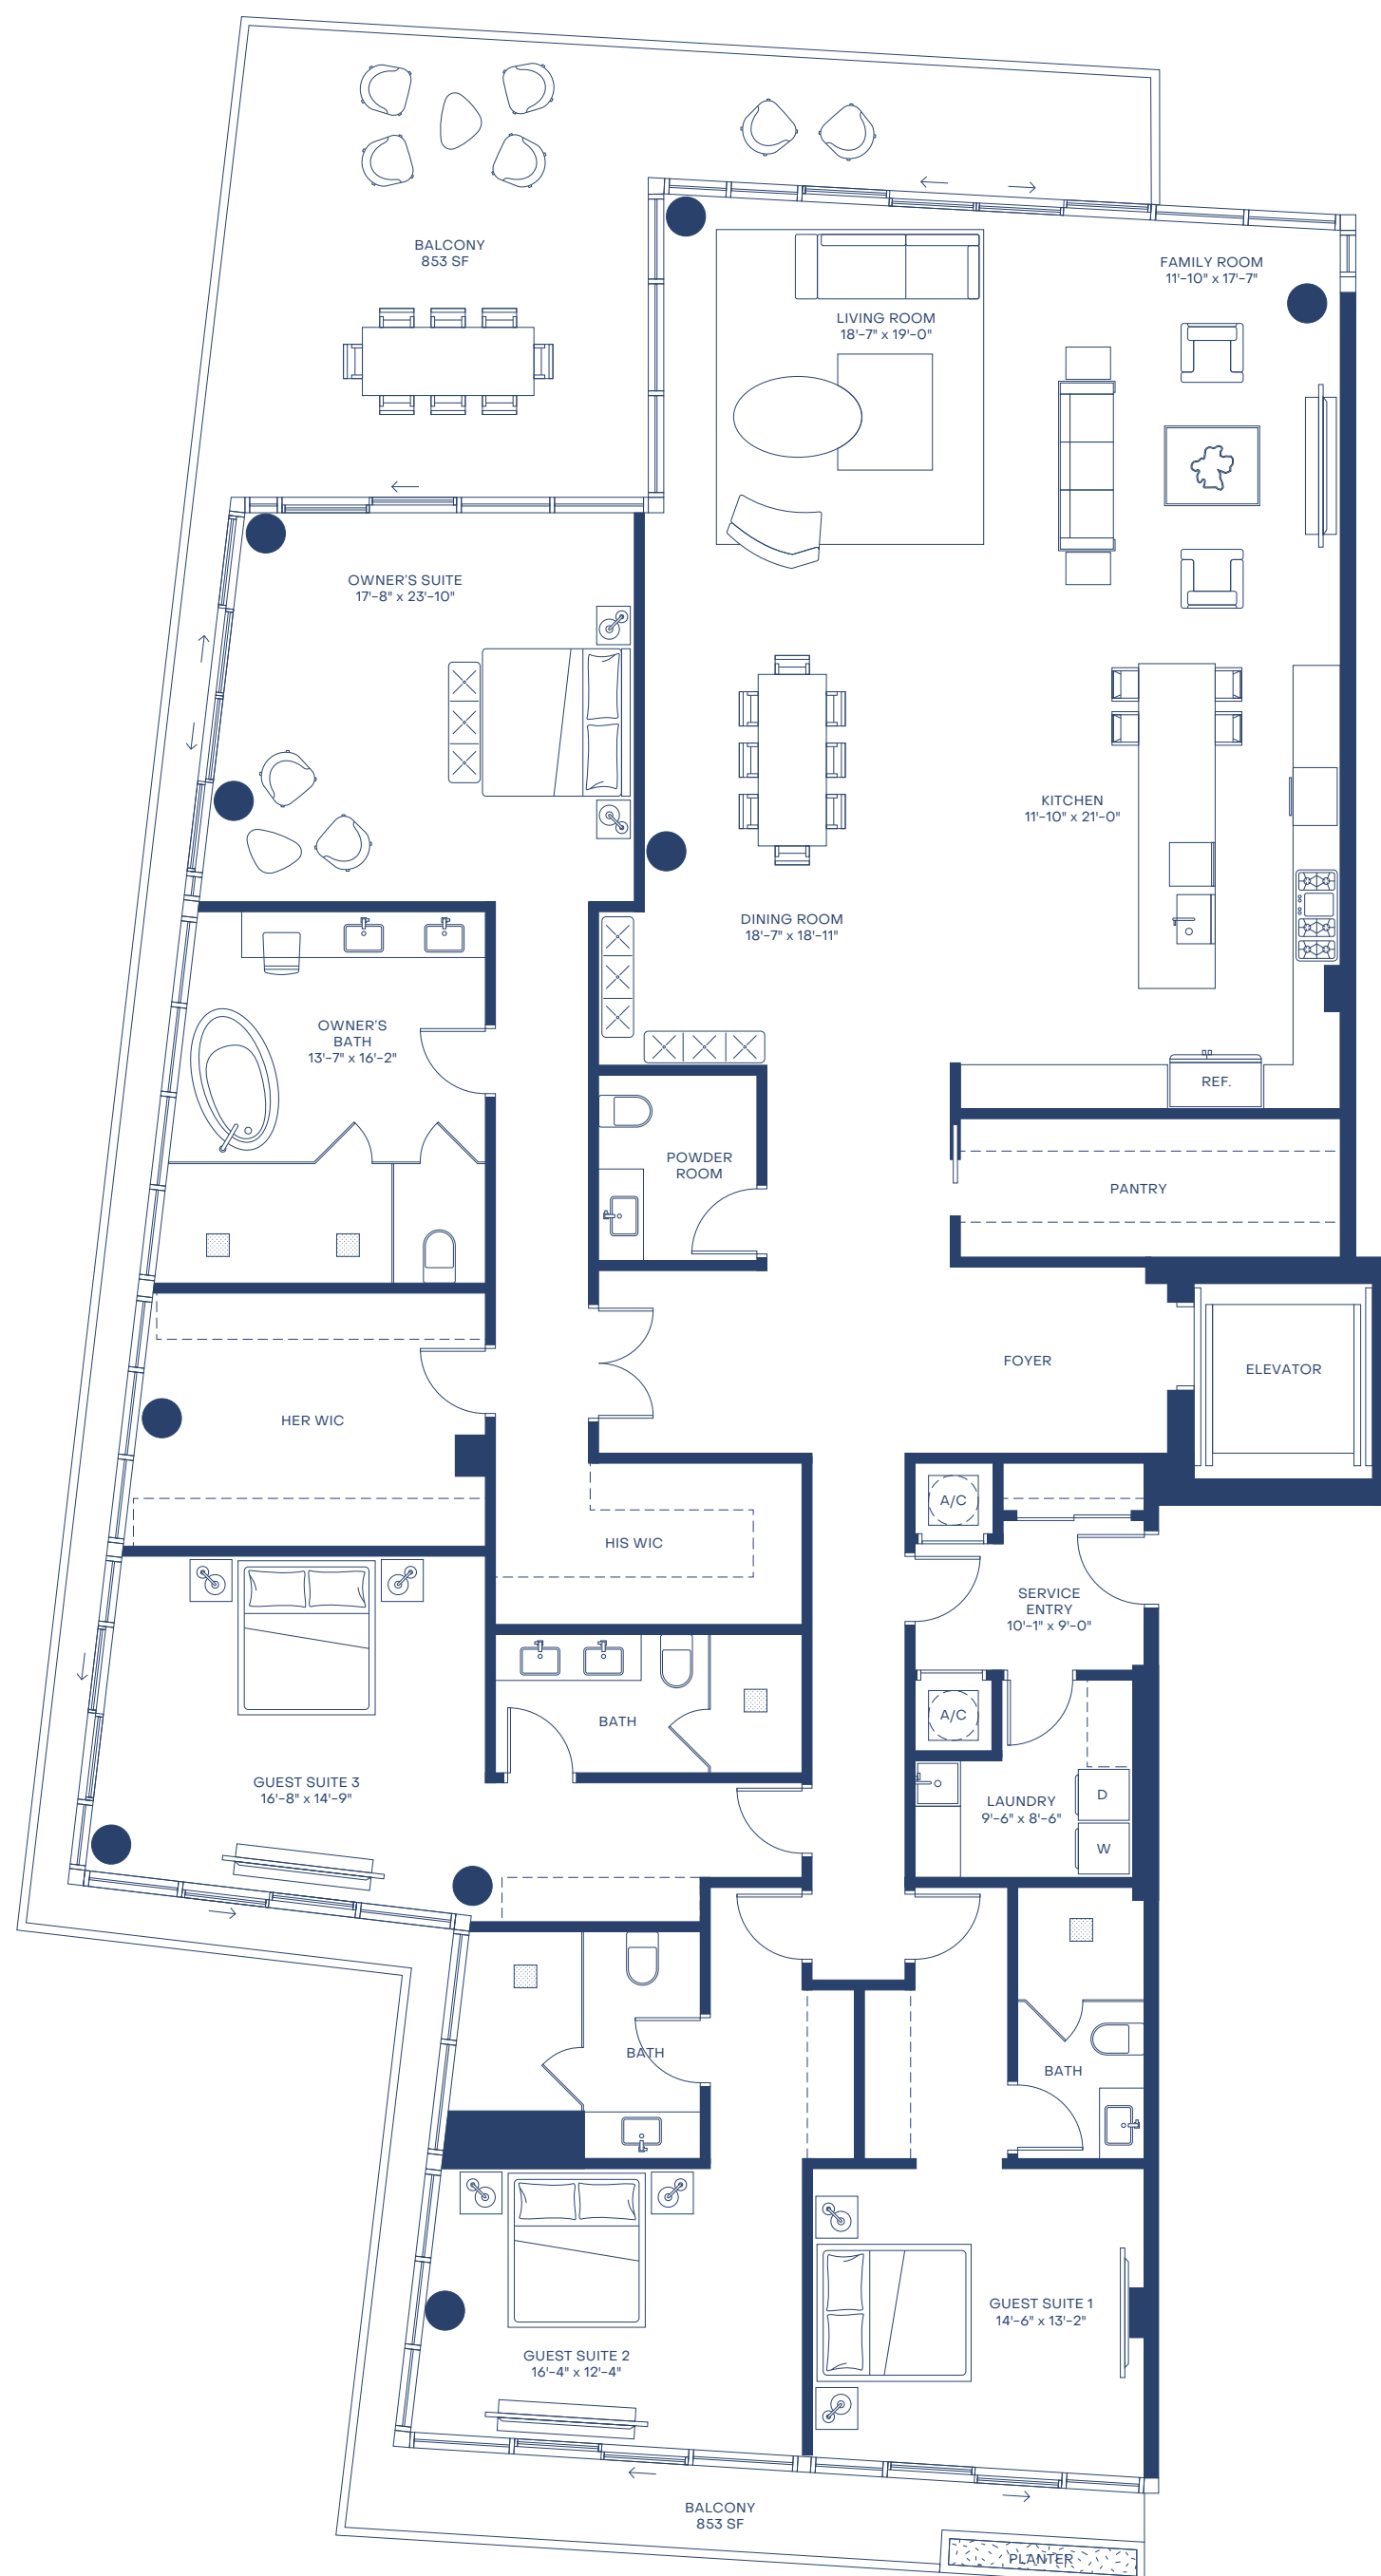 BALCONY
853 SF
FAMILY ROOM
11'-10" x 17'-7"
LIVING ROOM
18'-7" x 19'-0"
OWNER'S SUITE
17'-8" x 23'-10"
KITCHEN
11'-10" x 21'-0"
DINING ROOM
18'-7" x 18'-11"
OWNER'S
BATH
13'-7" x 16'-2"
REF.
POWDER
ROOM
PANTRY
FOYER
ELEVATOR
HER WIC
A/C
HIS WIC
SERVICE
ENTRY
10'-1" x 9'-0"
A/C
BATH
GUEST SUITE 3
16'-8" x 14'-9"
LAUNDRY
9'-6" x 8'-6"
D
W
BATH
BATH
GUEST SUITE 1
14'-6" x 13'-2"
GUEST SUITE 2
16'-4" x 12'-4"
BALCONY
853 SF
PLANTER